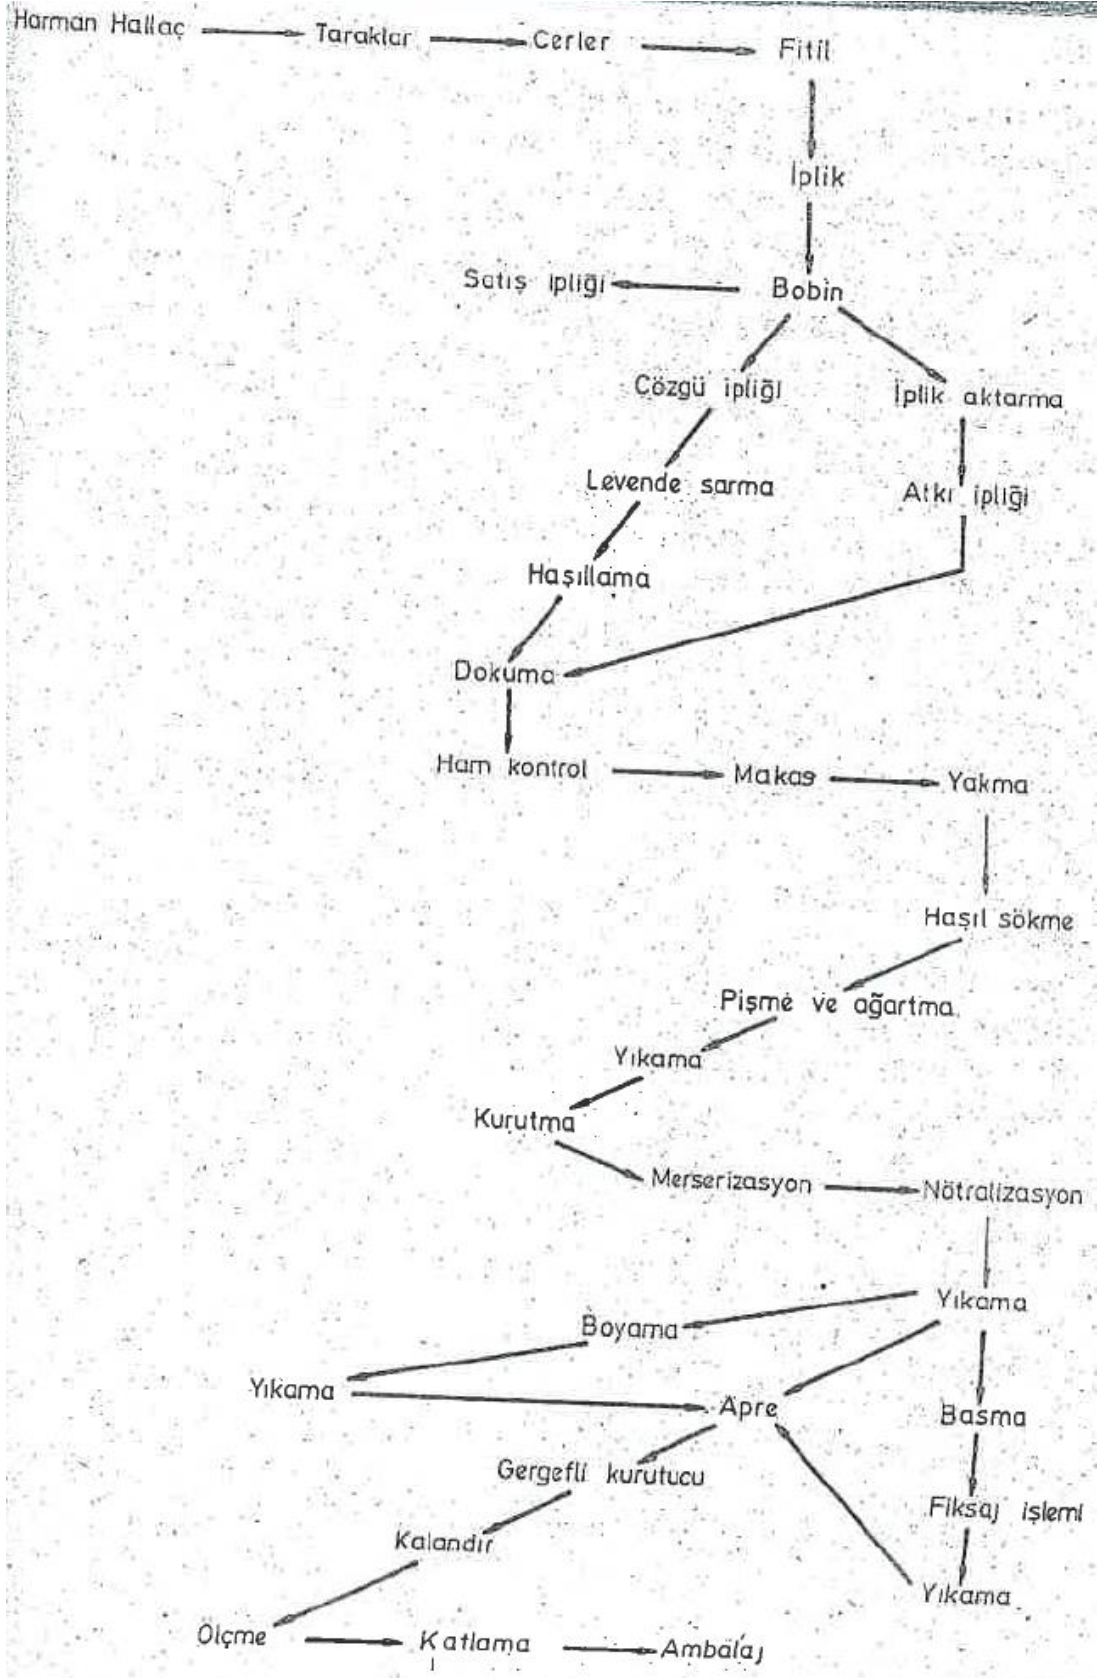 Harman Hallaç Taraklar Cerler Fitil
İplik
Satış ipliği Bobin
Cözgü ipliği İplik aktarma
Levende sarma Atkı ipliği
Haşıllama
Dokuma
Ham kontrol Makas Yakma
Haşıl sökme
Pişme ve ağartma
Yıkama
Kurutma
Merserizasyon Nötralizasyon
Yıkama
Boyama
Yıkama Apre Basma
Gergefli kurutucu
Fiksaj işlemi
Kalandır
Yıkama
Ölçme Katlama Ambalaj